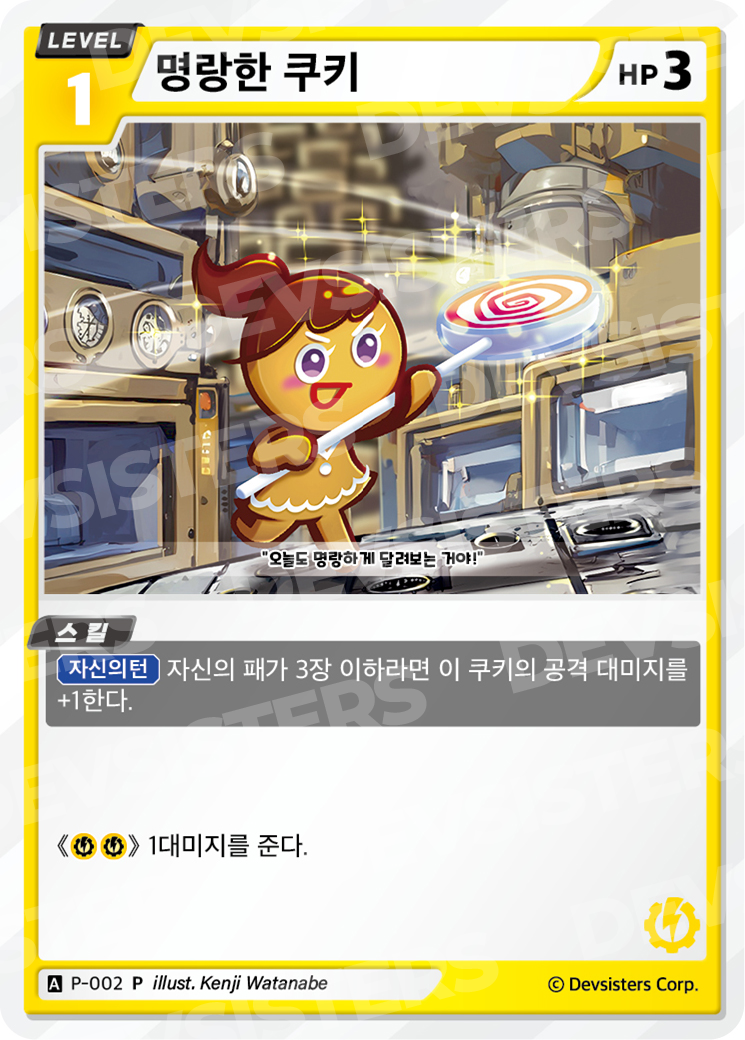 LEVEL
1
명랑한 쿠키
HP 3
"오늘도 명랑하게 달려보는 거야!"
스킬
자신의턴 자신의 패가 3장 이하라면 이 쿠키의 공격 대미지를
+1한다.
《 》 1대미지를 준다.
A P-002 P illust. Kenji Watanabe
© Devsisters Corp.
DEVSISTERS